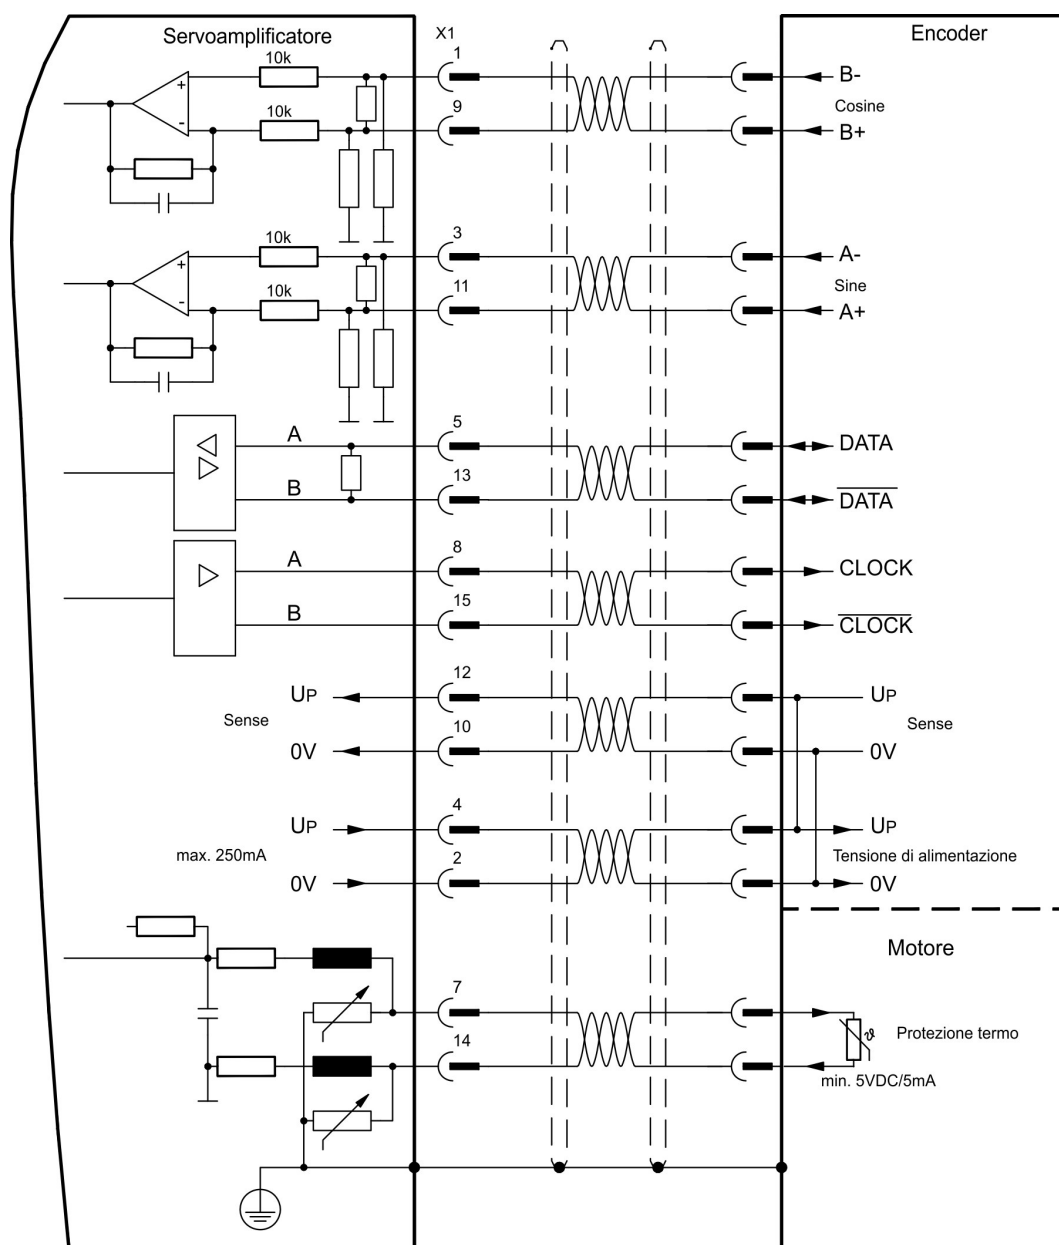 Servoamplificatore
X1
Encoder
10k
1
B-
Cosine
10k
9
B+
10k
3
A-
Sine
10k
11
A+
A
5
DATA
B
13
DATA
A
8
CLOCK
B
15
CLOCK
UP
12
UP
Sense
Sense
0V
10
0V
UP
4
UP
max. 250mA
Tensione di alimentazione
0V
2
0V
Motore
7
Protezione termo
ϑ
14
min. 5VDC/5mA
+
-
+
-